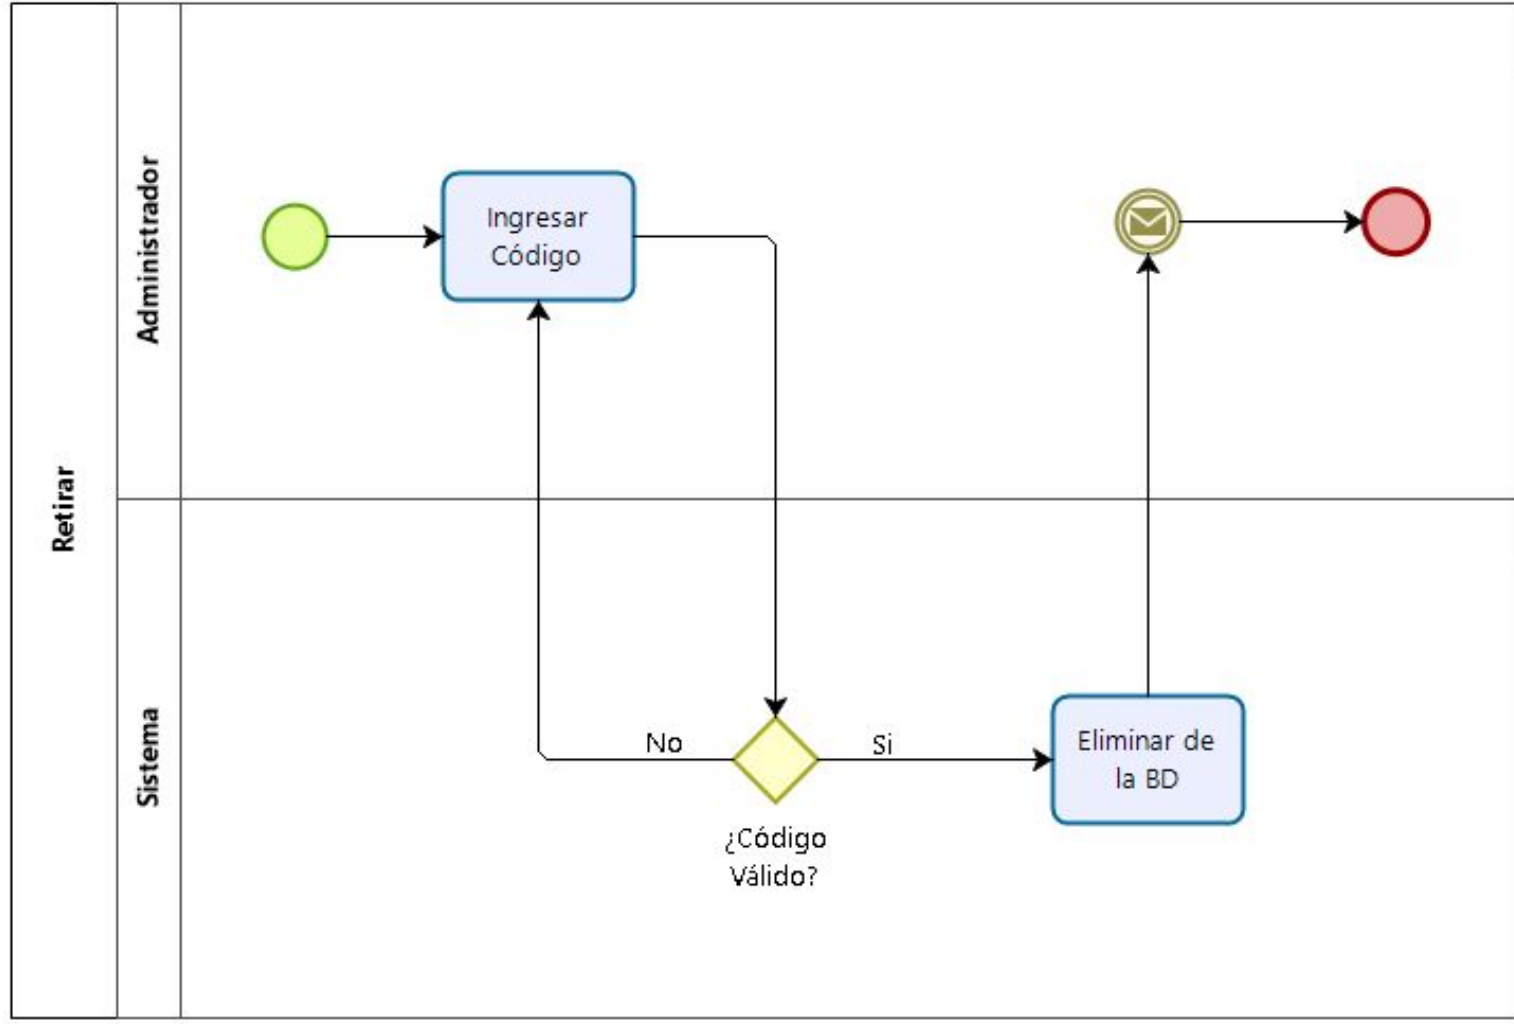 Retirar
Administrador
Ingresar
Código
Sistema
No
Si
¿Código
Válido?
Eliminar de
la BD